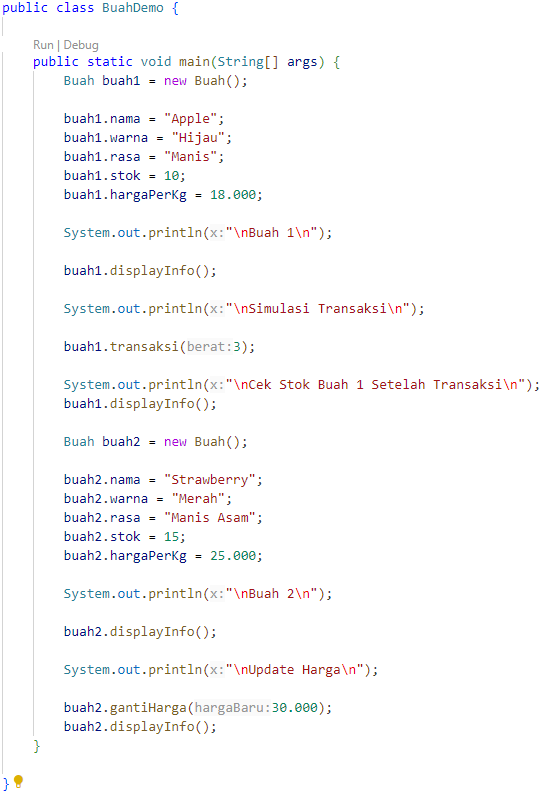 public class BuahDemo {
Run | Debug
public static void main(String[] args) {
Buah buah1 = new Buah();
buah1.nama = "Apple";
buah1.warna = "Hijau";
buah1.rasa = "Manis";
buah1.stok = 10;
buah1.hargaPerKg = 18.000;
System.out.println(x:"\nBuah 1\n");
buah1.displayInfo();
System.out.println(x:"\nSimulasi Transaksi\n");
buah1.transaksi(berat:3);
System.out.println(x:"\nCek Stok Buah 1 Setelah Transaksi\n");
buah1.displayInfo();
Buah buah2 = new Buah();
buah2.nama = "Strawberry";
buah2.warna = "Merah";
buah2.rasa = "Manis Asam";
buah2.stok = 15;
buah2.hargaPerKg = 25.000;
System.out.println(x:"\nBuah 2\n");
buah2.displayInfo();
System.out.println(x:"\nUpdate Harga\n");
buah2.gantiHarga(hargaBaru:30.000);
buah2.displayInfo();
}
}